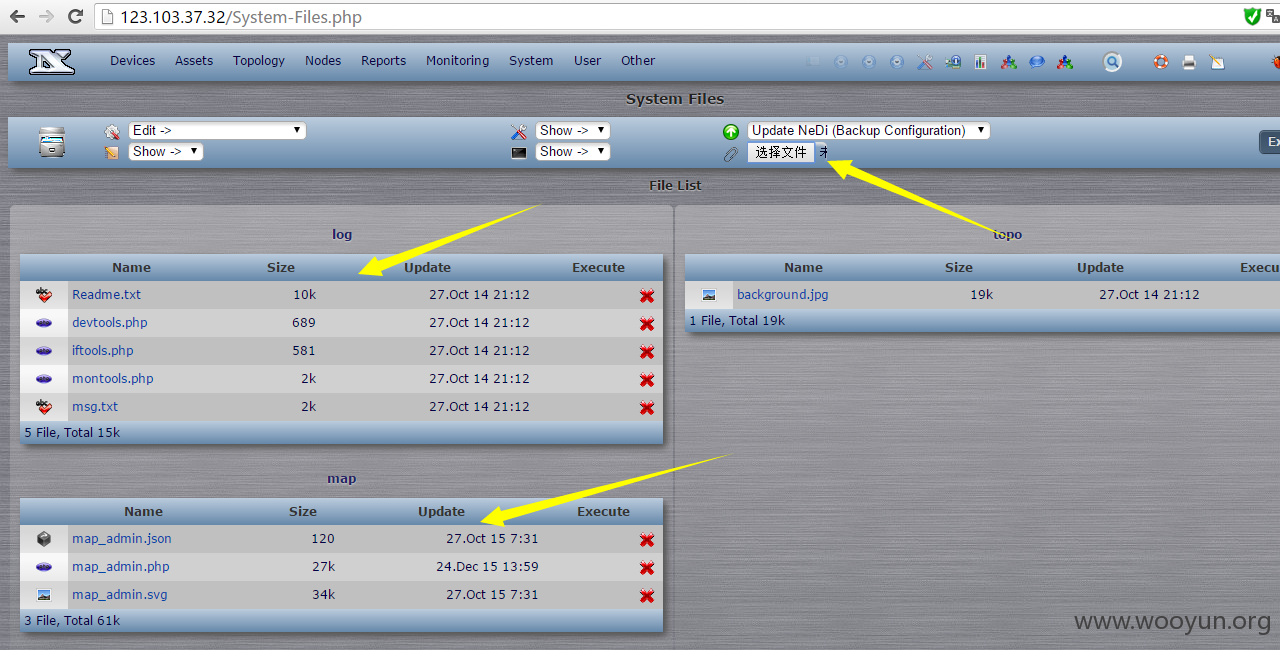 123.103.37.32/System-Files.php
Devices Assets Topology Nodes Reports Monitoring System User Other
System Files
Edit -> Show -> Update NeDi (Backup Configuration)
Show -> Show -> 选择文件
Ex
File List
log
Name Size Update Execute
Readme.txt 10k 27.Oct 14 21:12
devtools.php 689 27.Oct 14 21:12
iftools.php 581 27.Oct 14 21:12
montools.php 2k 27.Oct 14 21:12
msg.txt 2k 27.Oct 14 21:12
5 File, Total 15k
map
Name Size Update Execute
map_admin.json 120 27.Oct 15 7:31
map_admin.php 27k 24.Dec 15 13:59
map_admin.svg 34k 27.Oct 15 7:31
3 File, Total 61k
topo
Name Size Update Execu
background.jpg 19k 27.Oct 14 21:12
1 File, Total 19k
www.wooyun.org